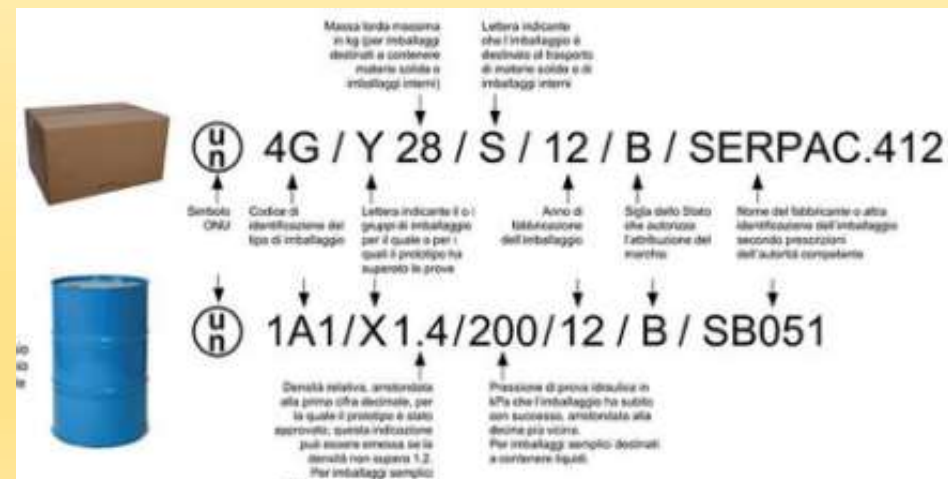 Massa lorda massima
in kg (per imballaggi
destinati a contenere
materie solide o
imballaggi interni)
Lettera indicante
che l'imballaggio è
destinato al trasporto
di materie solide o di
imballaggi interni
un 4G / Y 28 / S / 12 / B / SERPAC.412
Simbolo
ONU
Codice di
identificazione del
tipo di imballaggio
Lettera indicante il o i
gruppi di imballaggio
per il quale o per i
quali il prototipo ha
superato le prove
Anno di
fabbricazione
dell'imballaggio
Sigla dello Stato
che autorizza
l'attribuzione del
marchio
Nome del fabbricante o altra
identificazione dell'imballaggio
secondo prescrizioni
dell'autorità competente
un 1A1/X1.4/200/12/B/SB051
Densità relativa, arrotondata
alla prima cifra decimale, per
la quale il prototipo è stato
approvato; questa indicazione
può essere omessa se la
densità non supera 1.2.
Per imballaggi semplici
Pressione di prova idraulica in
kPa che l'imballaggio ha subito
con successo, arrotondata alla
decina più vicina.
Per imballaggi semplici destinati
a contenere liquidi.